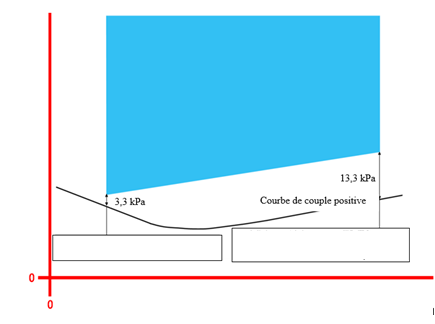 13,3 kPa
3,3 kPa
Courbe de couple positive
0
0